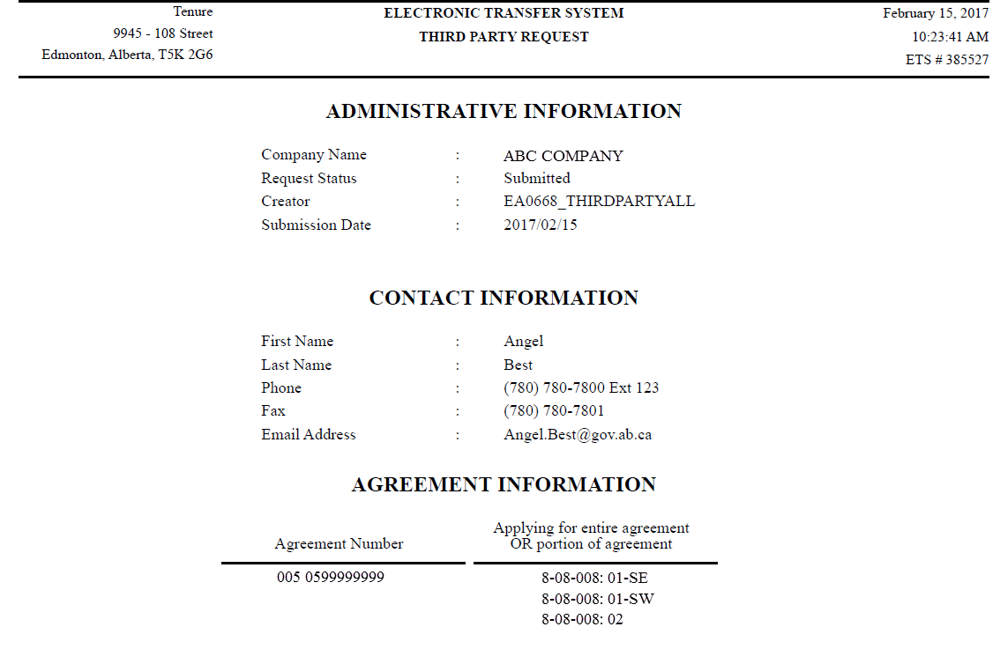 Tenure
9945 - 108 Street
Edmonton, Alberta, T5K 2G6
ELECTRONIC TRANSFER SYSTEM
THIRD PARTY REQUEST
February 15, 2017
10:23:41 AM
ETS # 385527
ADMINISTRATIVE INFORMATION
Company Name : ABC COMPANY
Request Status : Submitted
Creator : EA0668_THIRDPARTYALL
Submission Date : 2017/02/15
CONTACT INFORMATION
First Name : Angel
Last Name : Best
Phone : (780) 780-7800 Ext 123
Fax : (780) 780-7801
Email Address : Angel.Best@gov.ab.ca
AGREEMENT INFORMATION
Agreement Number
Applying for entire agreement
OR portion of agreement
005 0599999999 8-08-008: 01-SE
8-08-008: 01-SW
8-08-008: 02